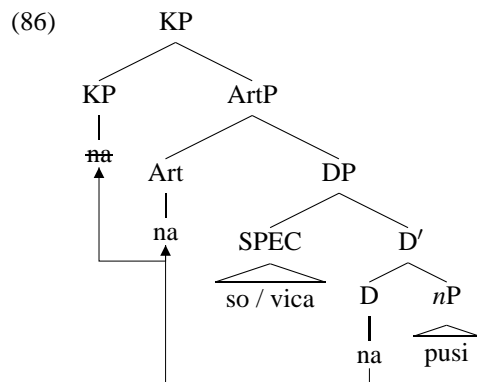 (86) KP
KP ArtP
na Art DP
na SPEC D′
so / vica D nP
na pusi